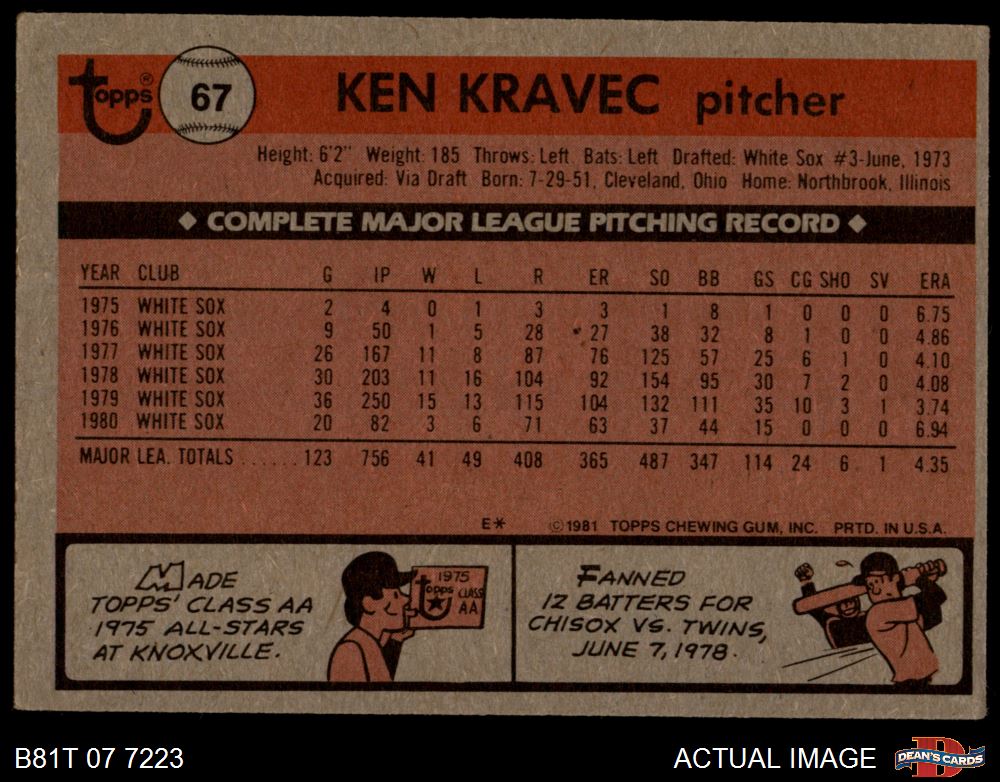 Topps®
67
KEN KRAVEC pitcher
Height: 6'2" Weight: 185 Throws: Left Bats: Left Drafted: White Sox #3-June, 1973
Acquired: Via Draft Born: 7-29-51, Cleveland, Ohio Home: Northbrook, Illinois
◆ COMPLETE MAJOR LEAGUE PITCHING RECORD ◆
YEAR CLUB G IP W L R ER SO BB GS CG SHO SV ERA
1975 WHITE SOX 2 4 0 1 3 3 1 8 1 0 0 0 6.75
1976 WHITE SOX 9 50 1 5 28 27 38 32 8 1 0 0 4.86
1977 WHITE SOX 26 167 11 8 87 76 125 57 25 6 1 0 4.10
1978 WHITE SOX 30 203 11 16 104 92 154 95 30 7 2 0 4.08
1979 WHITE SOX 36 250 15 13 115 104 132 111 35 10 3 1 3.74
1980 WHITE SOX 20 82 3 6 71 63 37 44 15 0 0 0 6.94
MAJOR LEA. TOTALS ...... 123 756 41 49 408 365 487 347 114 24 6 1 4.35
E* ©1981 TOPPS CHEWING GUM, INC. PRTD. IN U.S.A.
MADE
TOPPS' CLASS AA
1975 ALL-STARS
AT KNOXVILLE.
1975
Topps CLASS
AA
FANNED
12 BATTERS FOR
CHISOX VS. TWINS,
JUNE 7, 1978.
B81T 07 7223
ACTUAL IMAGE
D
DEAN'S CARDS